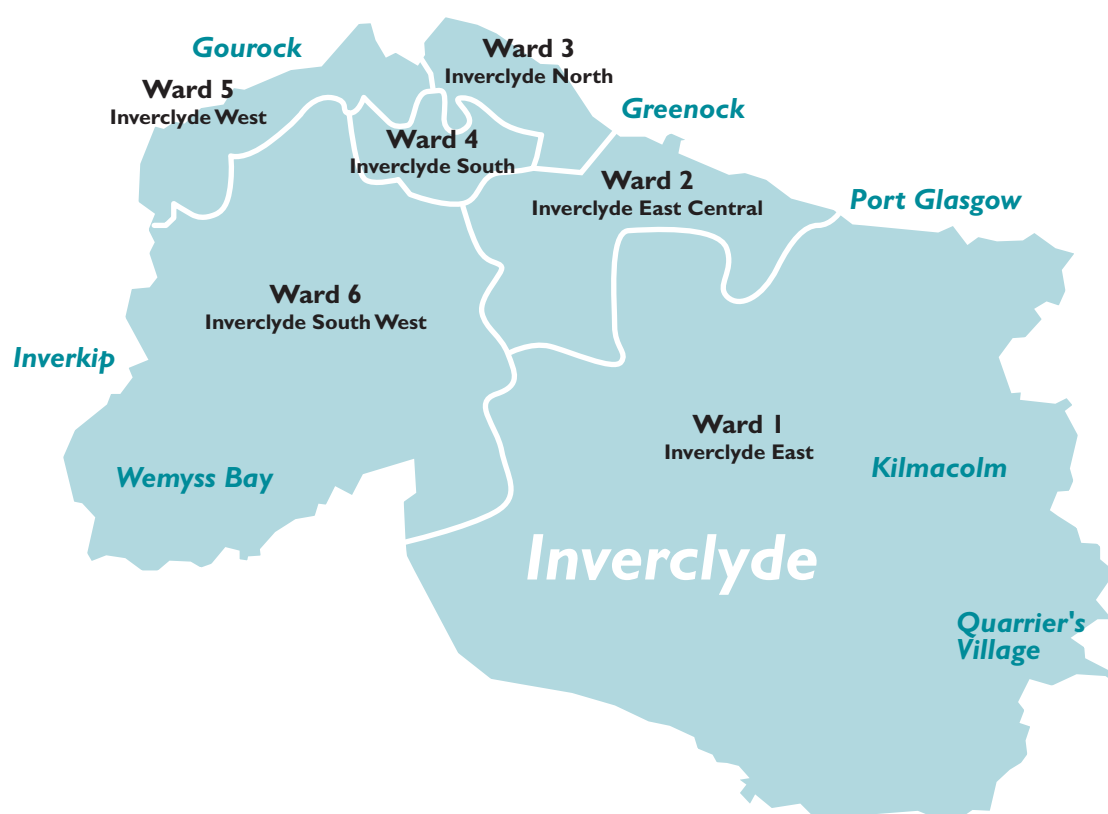 Gourock
Ward 3
Inverclyde North
Ward 5
Inverclyde West
Greenock
Ward 4
Inverclyde South
Ward 2
Inverclyde East Central
Port Glasgow
Ward 6
Inverclyde South West
Inverkip
Ward 1
Inverclyde East
Kilmacolm
Wemyss Bay
Inverclyde
Quarrier's
Village